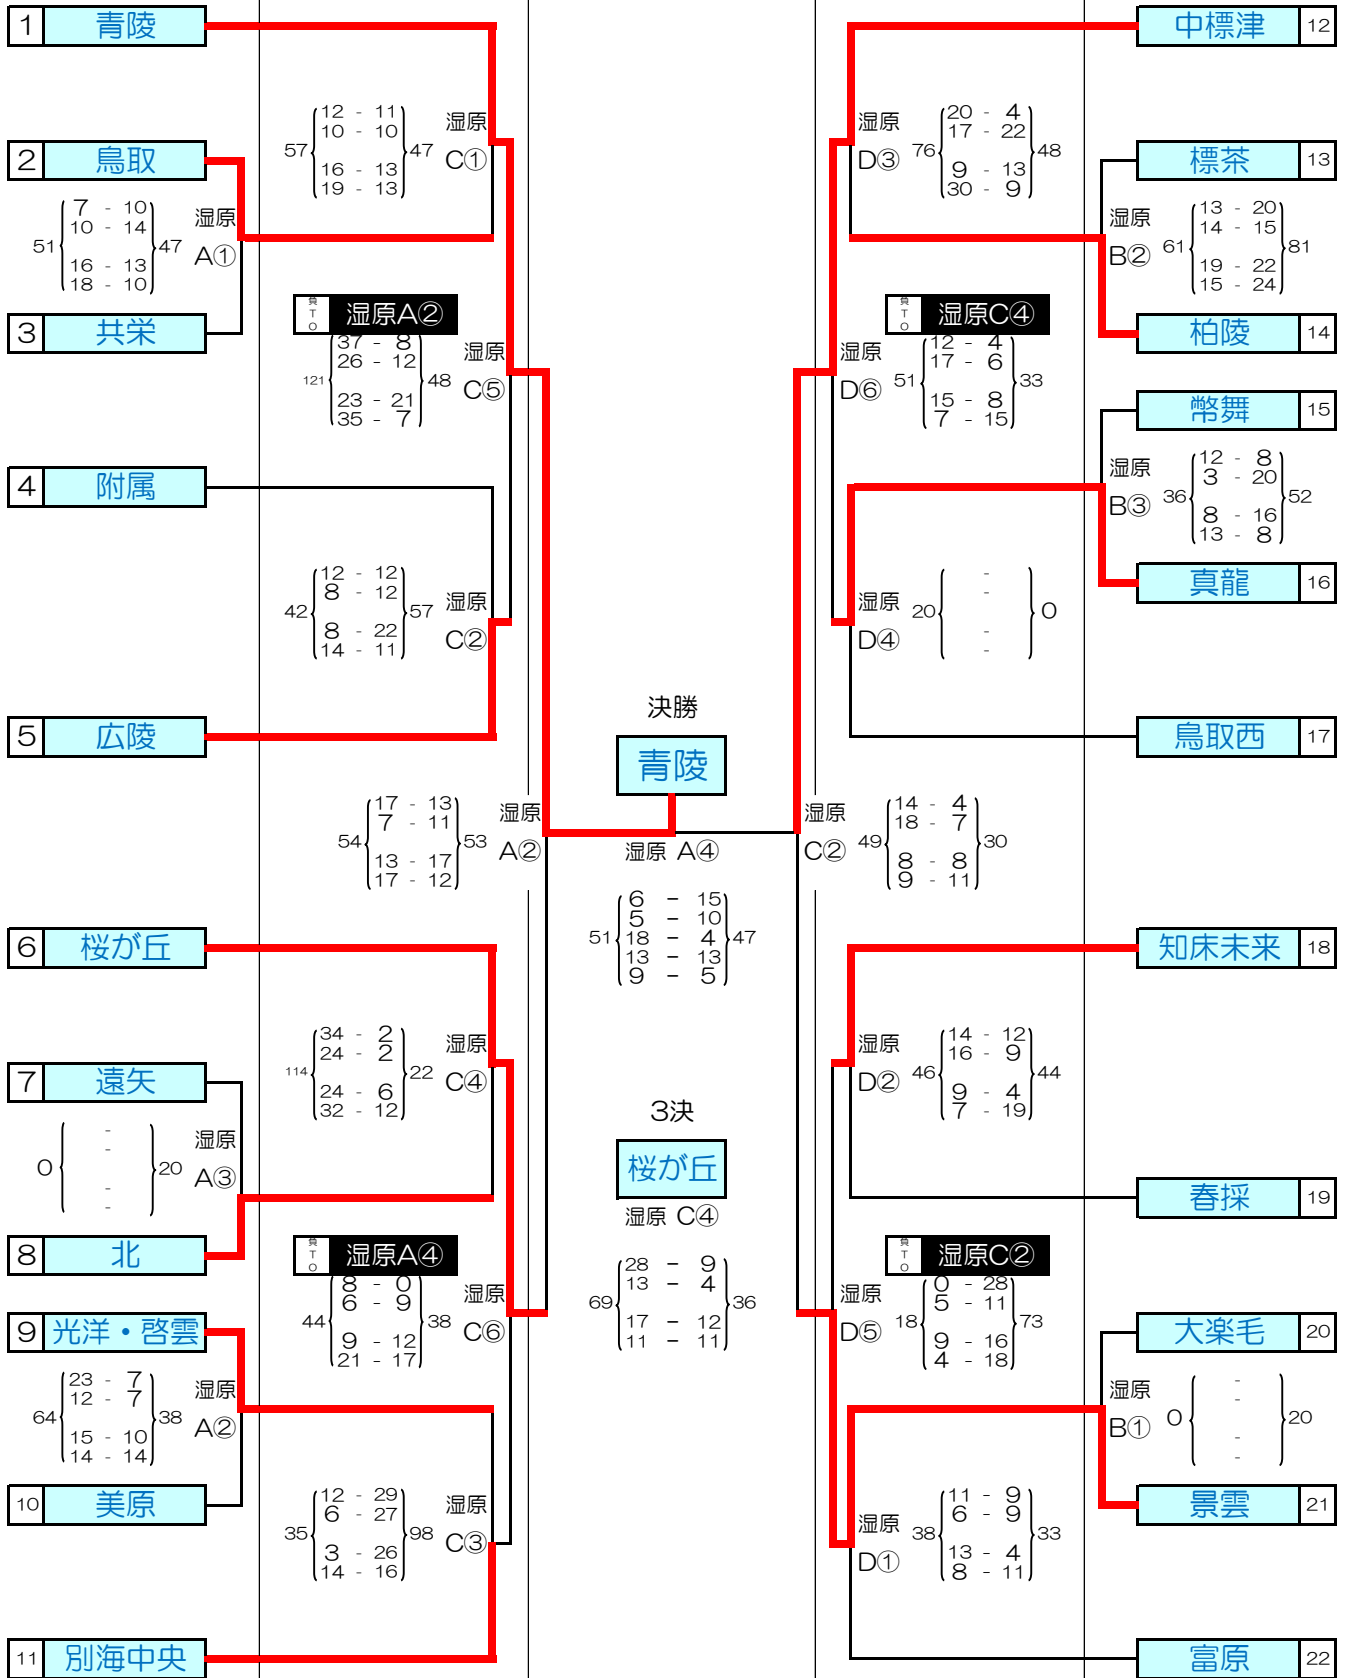 1 青陵
2 鳥取
3 共栄
4 附属
5 広陵
6 桜が丘
7 遠矢
8 北
9 光洋・啓雲
10 美原
11 別海中央
51
7 - 10
10 - 14
16 - 13
18 - 10
47
湿原
A①
0
-
-
-
-
20
湿原
A③
64
23 - 7
12 - 7
15 - 10
14 - 14
38
湿原
A②
57
12 - 11
10 - 10
16 - 13
19 - 13
47
湿原
C①
負TO 湿原A②
121
37 - 8
26 - 12
23 - 21
35 - 7
48
湿原
C⑤
42
12 - 12
8 - 12
8 - 22
14 - 11
57
湿原
C②
54
17 - 13
7 - 11
13 - 17
17 - 12
53
湿原
A②
114
34 - 2
24 - 2
24 - 6
32 - 12
22
湿原
C④
負TO 湿原A④
44
8 - 0
6 - 9
9 - 12
21 - 17
38
湿原
C⑥
35
12 - 29
6 - 27
3 - 26
14 - 16
98
湿原
C③
決勝
青陵
湿原 A④
51
6 - 15
5 - 10
18 - 4
13 - 13
9 - 5
47
3決
桜が丘
湿原 C④
69
28 - 9
13 - 4
17 - 12
11 - 11
36
湿原
D③
76
20 - 4
17 - 22
9 - 13
30 - 9
48
負TO 湿原C④
湿原
D⑥
51
12 - 4
17 - 6
15 - 8
7 - 15
33
湿原
D④
20
-
-
-
-
0
湿原
C②
49
14 - 4
18 - 7
8 - 8
9 - 11
30
湿原
D②
46
14 - 12
16 - 9
9 - 4
7 - 19
44
負TO 湿原C②
湿原
D⑤
18
0 - 28
5 - 11
9 - 16
4 - 18
73
湿原
D①
38
11 - 9
6 - 9
13 - 4
8 - 11
33
中標津 12
標茶 13
湿原
B②
61
13 - 20
14 - 15
19 - 22
15 - 24
81
柏陵 14
幣舞 15
湿原
B③
36
12 - 8
3 - 20
8 - 16
13 - 8
52
真龍 16
鳥取西 17
知床未来 18
春採 19
大楽毛 20
湿原
B①
0
-
-
-
-
20
景雲 21
富原 22